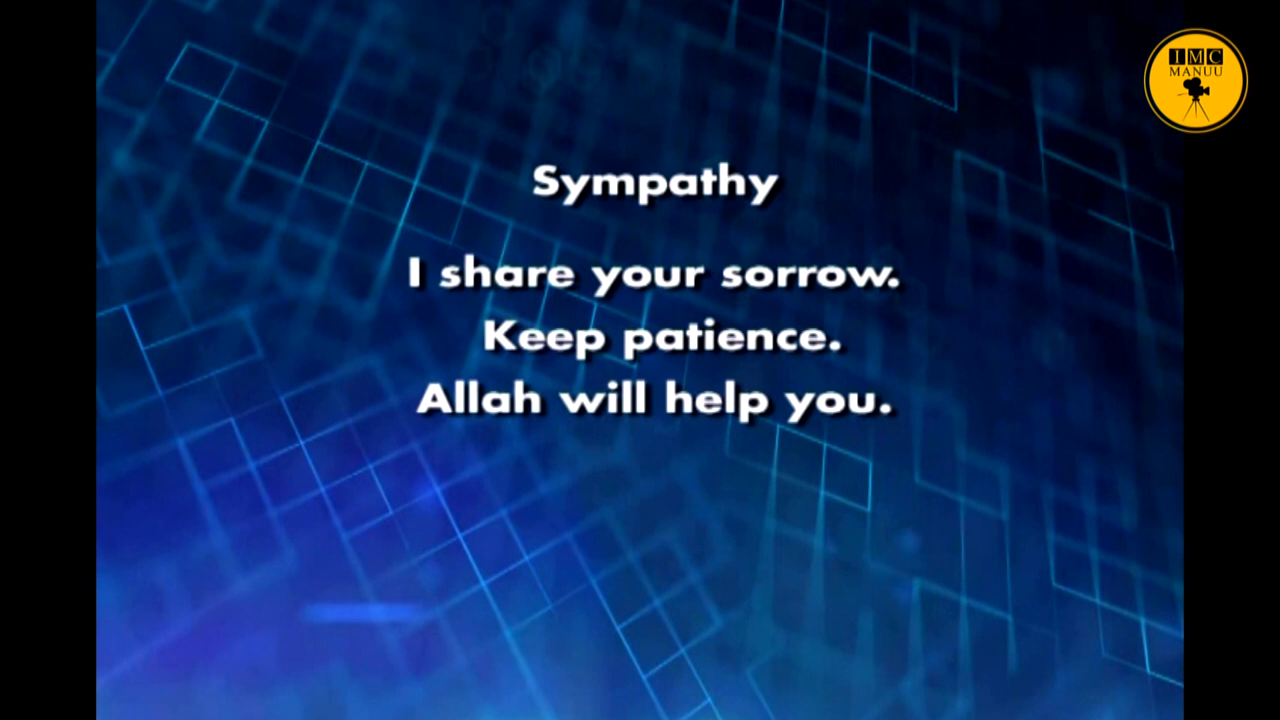 IMC
MANUU
Sympathy
I share your sorrow.
Keep patience.
Allah will help you.